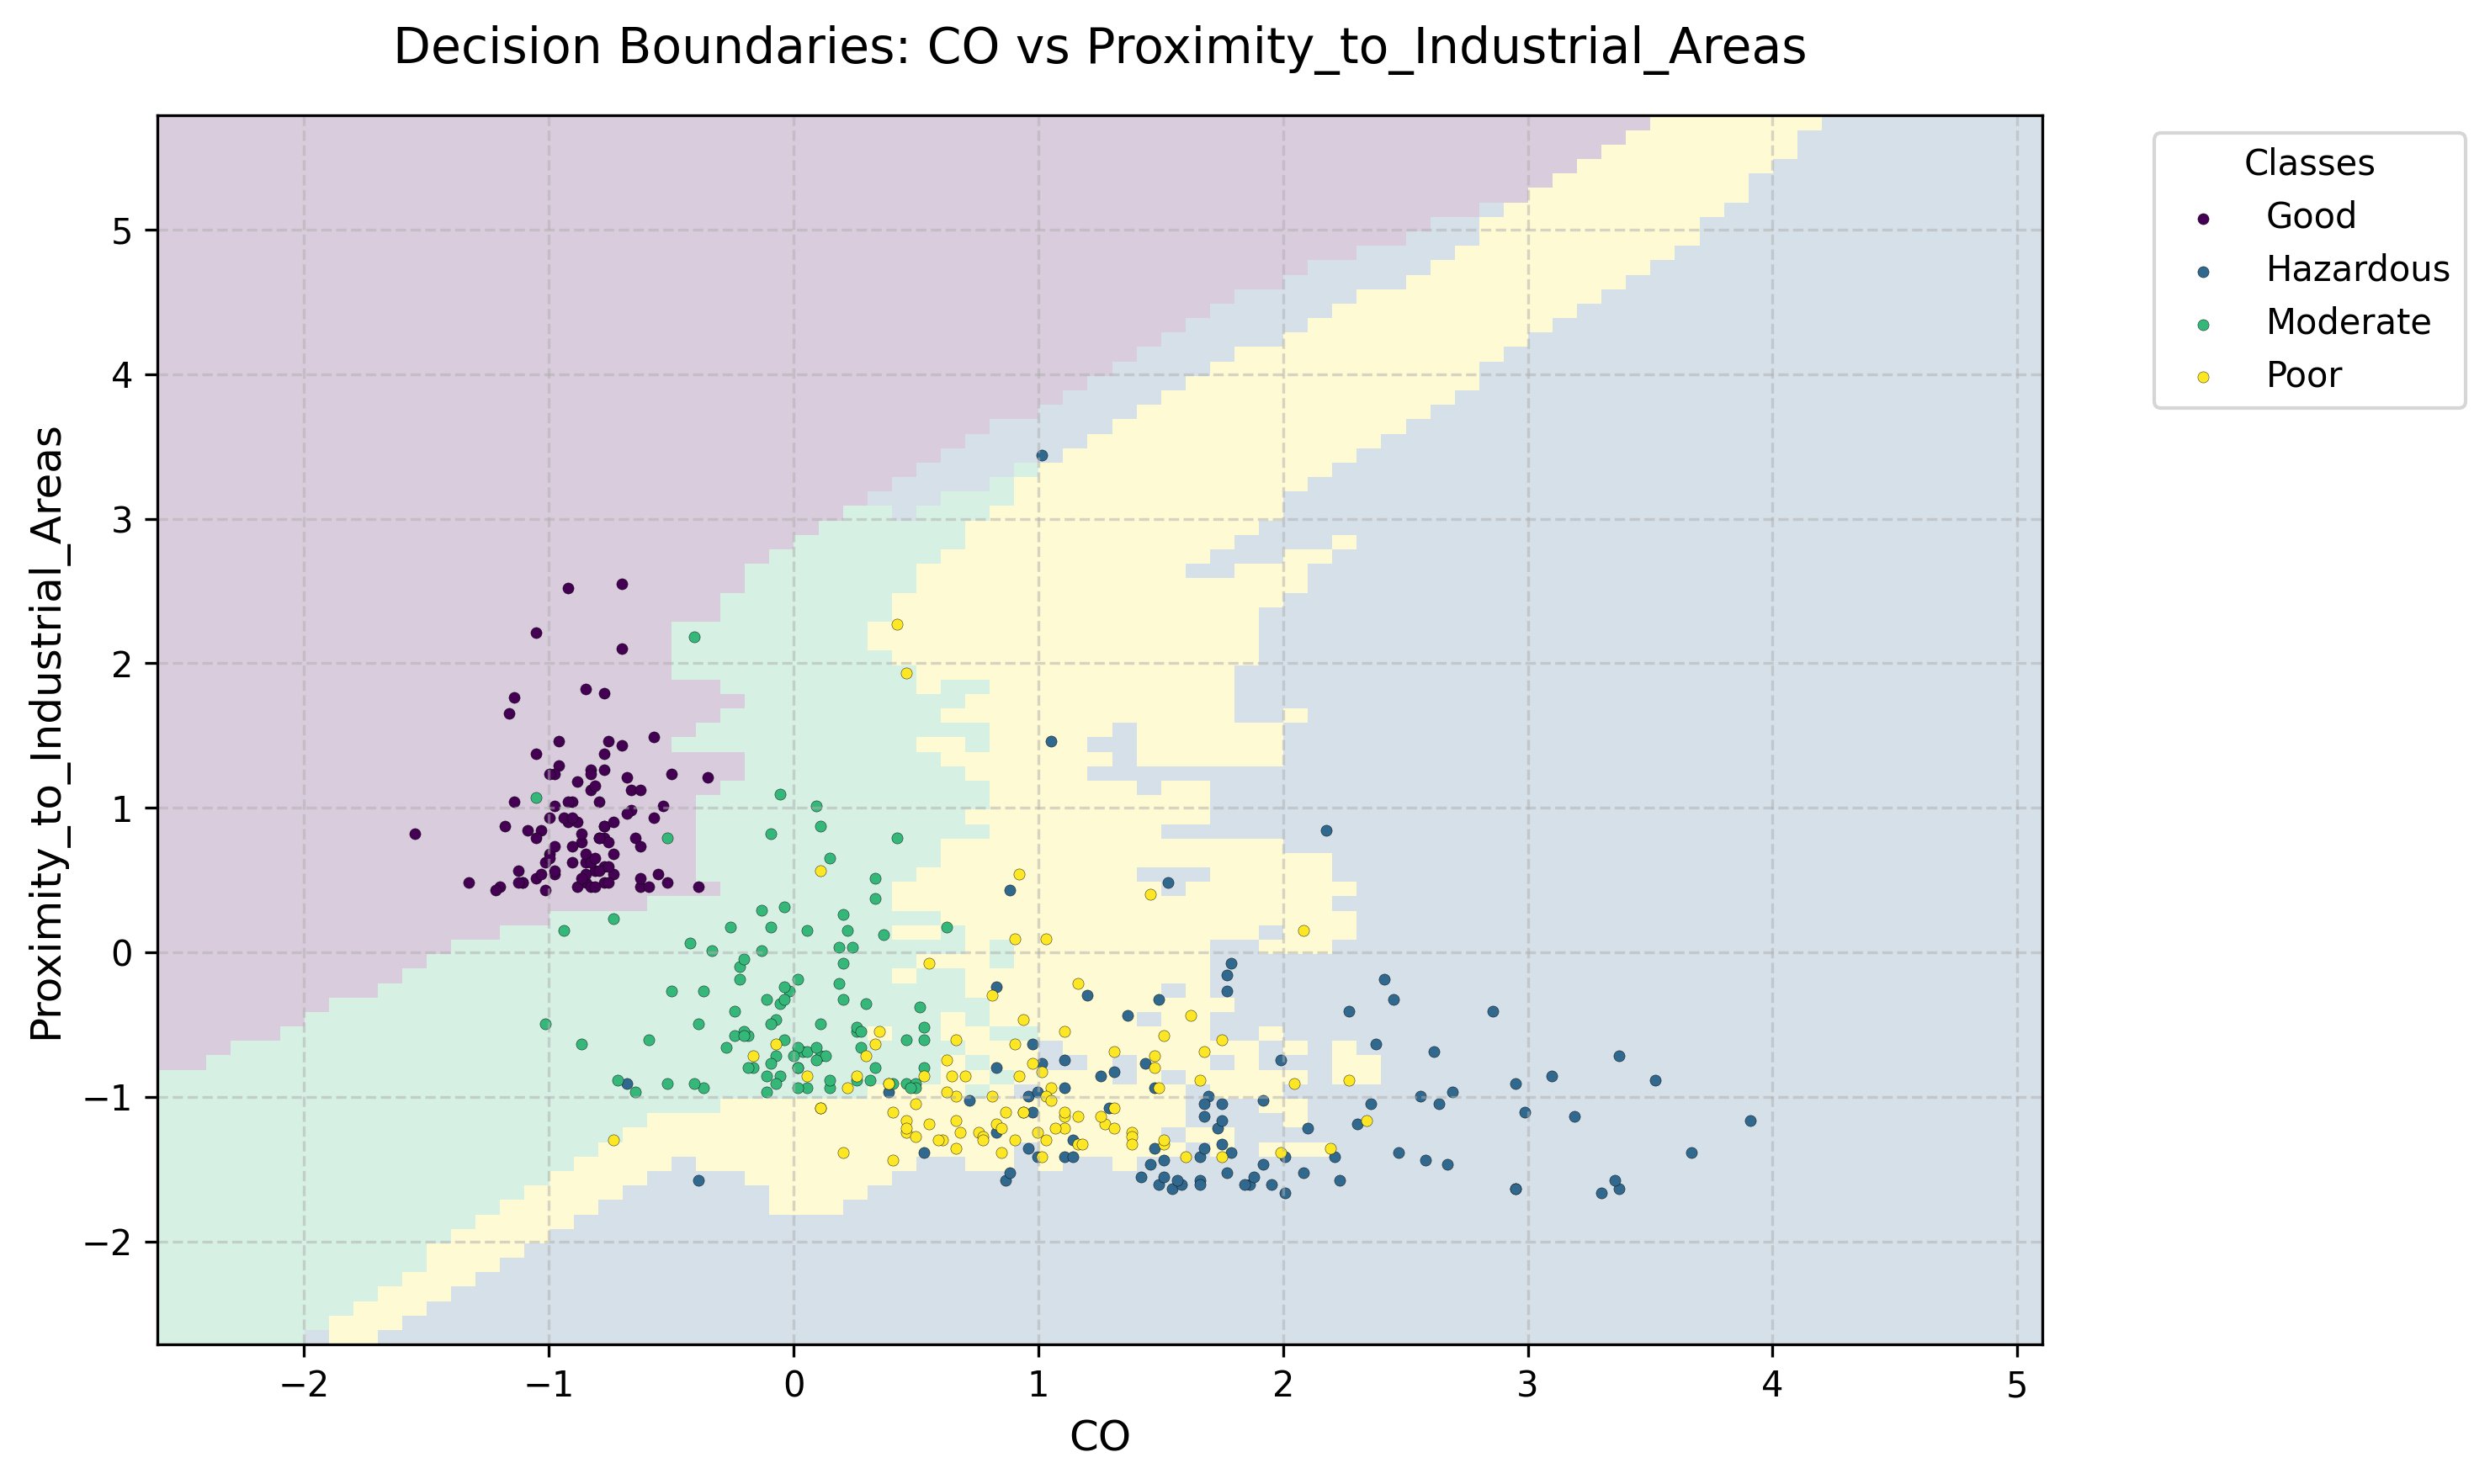 Decision Boundaries: CO vs Proximity_to_Industrial_Areas
Classes
Good
Hazardous
Moderate
Poor
Proximity_to_Industrial_Areas
5
4
3
2
1
0
−1
−2
−2 −1 0 1 2 3 4 5
CO